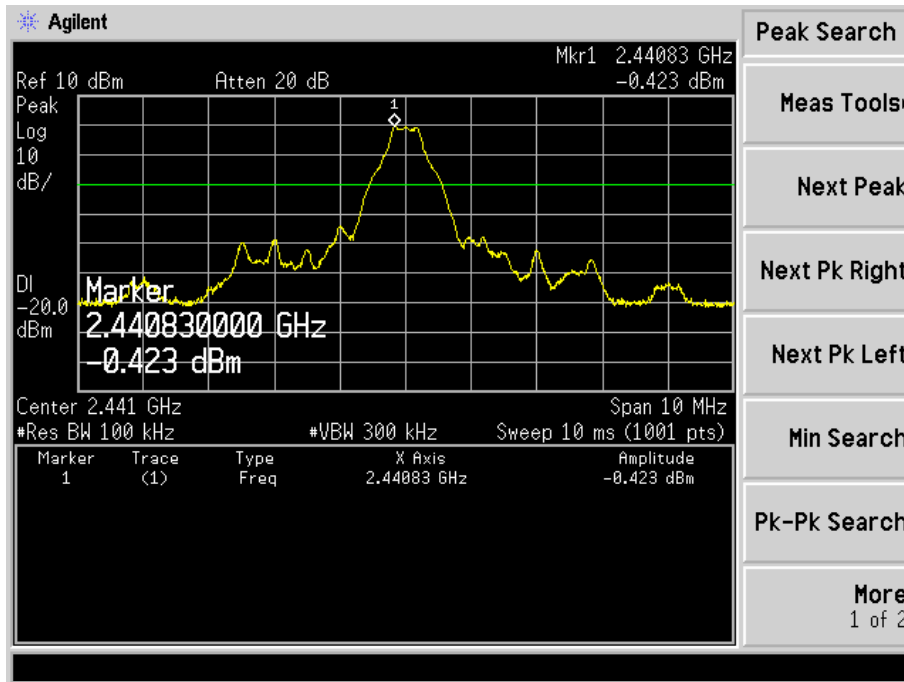 Agilent
Peak Search
Mkr1 2.44083 GHz
Ref 10 dBm Atten 20 dB -0.423 dBm
Peak
Log
10
dB/
1
DI
-20.0
dBm
Marker
2.440830000 GHz
-0.423 dBm
Center 2.441 GHz Span 10 MHz
#Res BW 100 kHz #VBW 300 kHz Sweep 10 ms (1001 pts)
Marker Trace Type X Axis Amplitude
1 (1) Freq 2.44083 GHz -0.423 dBm
Meas Tools
Next Peak
Next Pk Right
Next Pk Left
Min Search
Pk-Pk Search
More
1 of 2